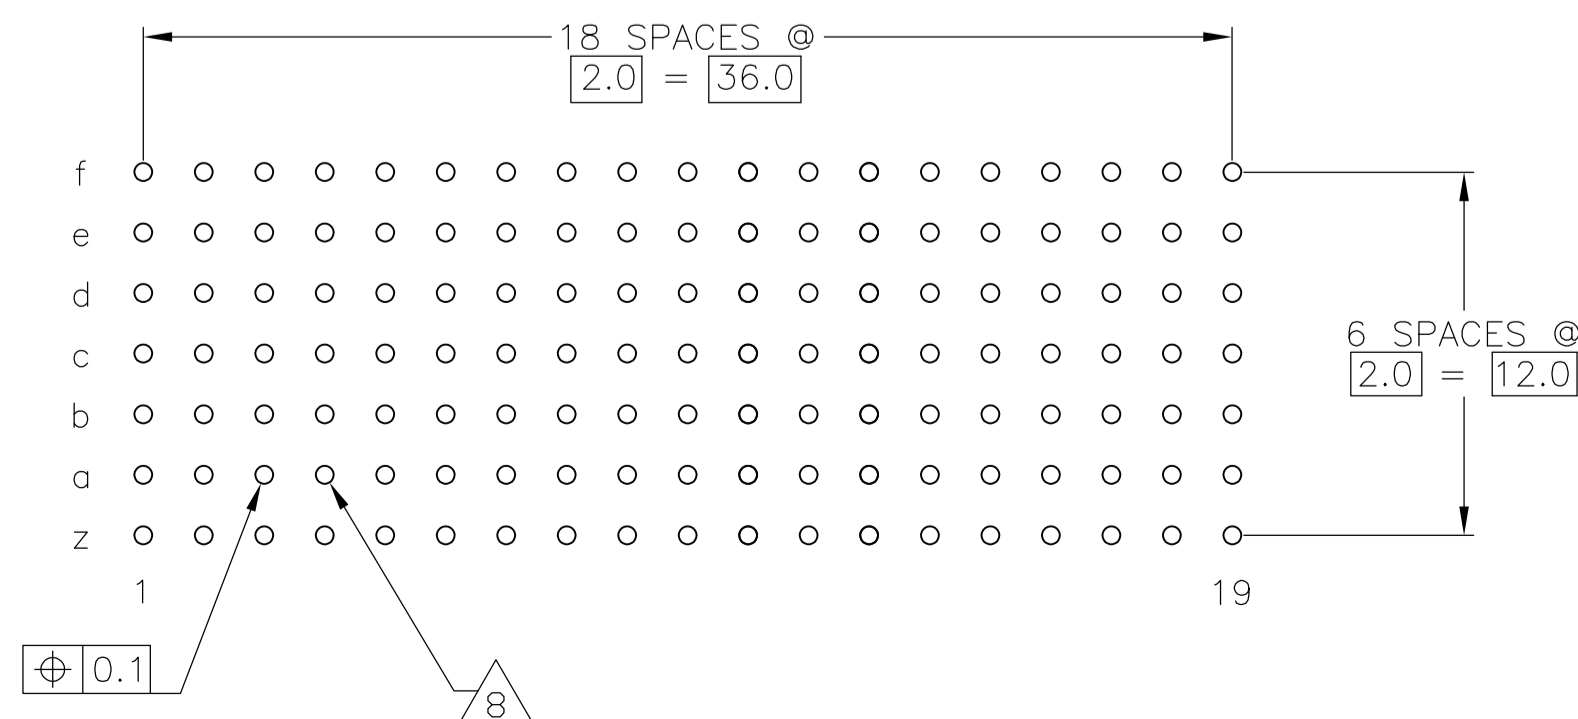 18 SPACES @
2.0 = 36.0
f
e
d
c
6 SPACES @
2.0 = 12.0
b
a
z
1
19
⌖ 0.1
8